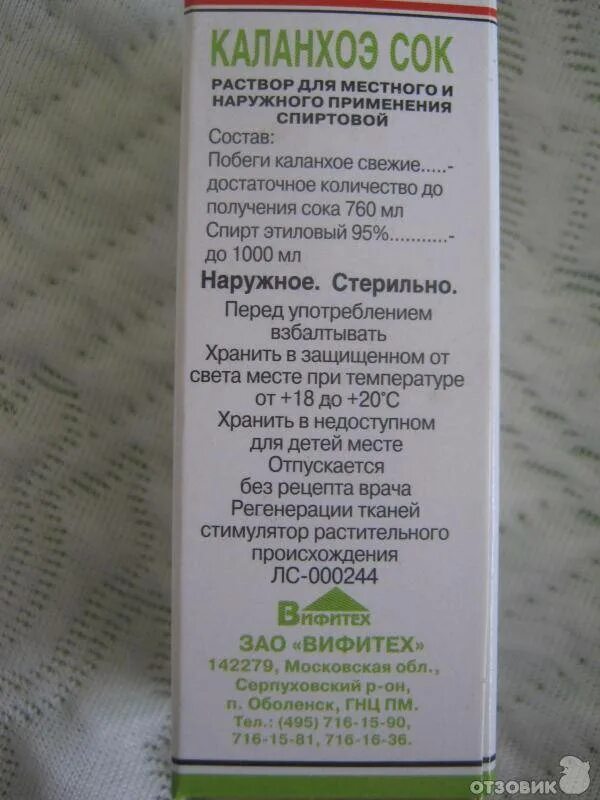 КАЛАНХОЭ СОК
РАСТВОР ДЛЯ МЕСТНОГО И
НАРУЖНОГО ПРИМЕНЕНИЯ
СПИРТОВОЙ
Состав:
Побеги каланхое свежие.....-
достаточное количество до
получения сока 760 мл
Спирт этиловый 95%..........-
до 1000 мл
Наружное. Стерильно.
Перед употреблением
взбалтывать
Хранить в защищенном от
света месте при температуре
от +18 до +20°С
Хранить в недоступном
для детей месте
Отпускается
без рецепта врача
Регенерации тканей
стимулятор растительного
происхождения
ЛС-000244
ВИФИТЕХ
ЗАО «ВИФИТЕХ»
142279, Московская обл.,
Серпуховский р-он,
п. Оболенск, ГНЦ ПМ.
Тел.: (495) 716-15-90,
716-15-81, 716-16-36.
ОТЗОВИК